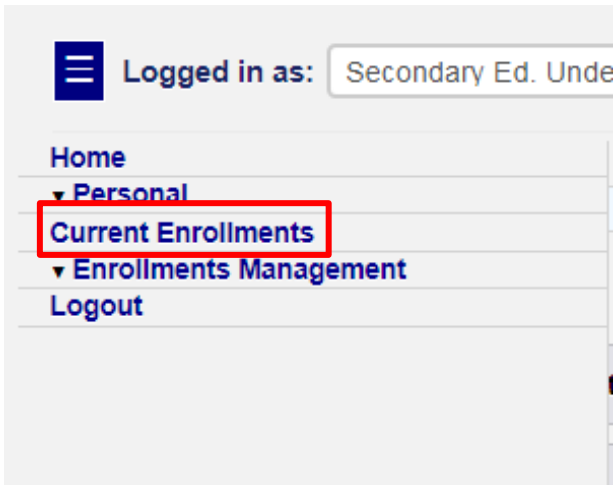 Logged in as: Secondary Ed. Unde
Home
▾ Personal
Current Enrollments
▾ Enrollments Management
Logout